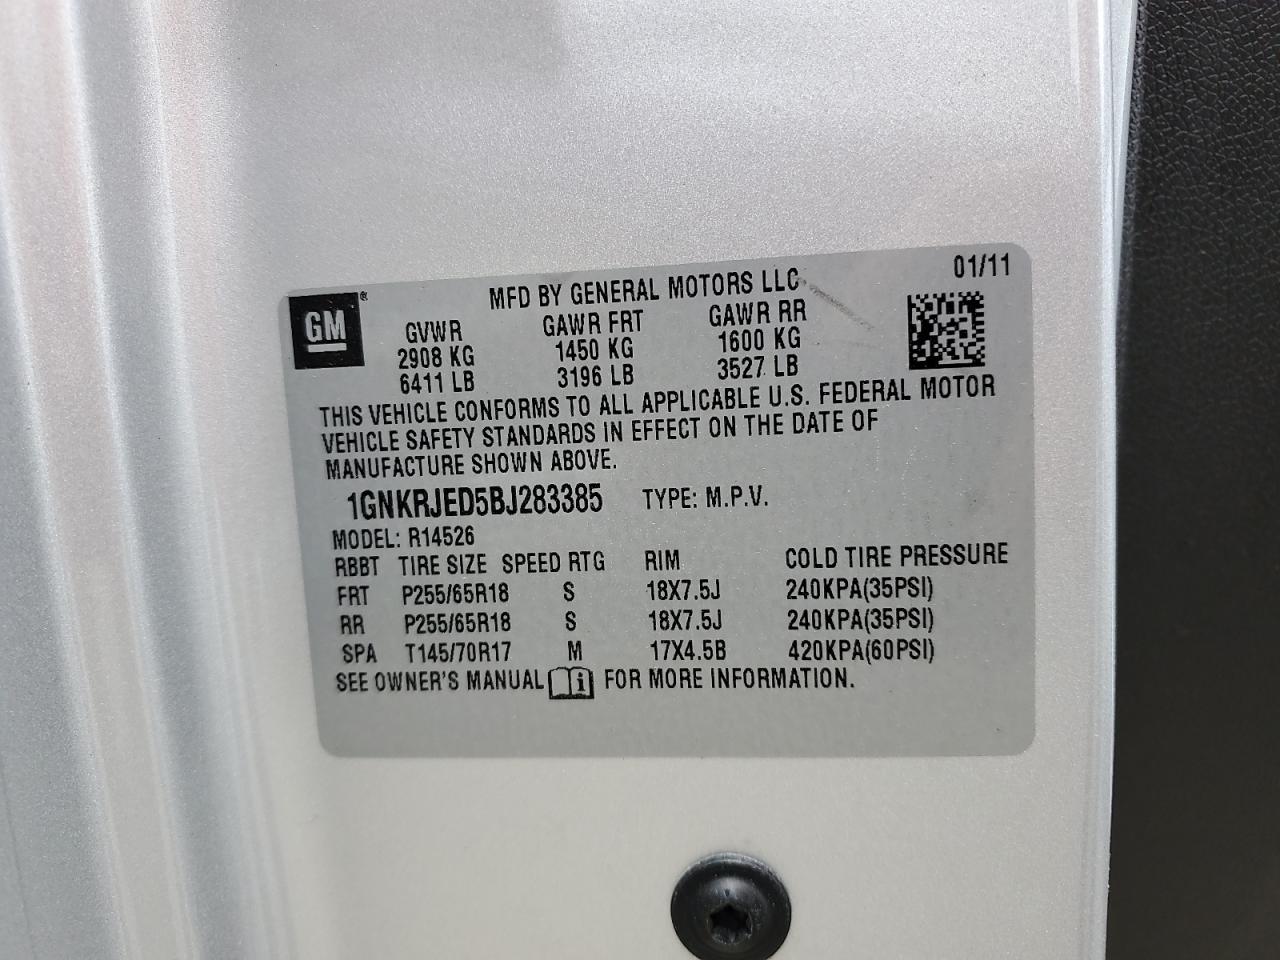 GM®
MFD BY GENERAL MOTORS LLC 01/11
GVWR GAWR FRT GAWR RR
2908 KG 1450 KG 1600 KG
6411 LB 3196 LB 3527 LB
THIS VEHICLE CONFORMS TO ALL APPLICABLE U.S. FEDERAL MOTOR
VEHICLE SAFETY STANDARDS IN EFFECT ON THE DATE OF
MANUFACTURE SHOWN ABOVE.
1GNKRJED5BJ283385 TYPE: M.P.V.
MODEL: R14526
RBBT TIRE SIZE SPEED RTG RIM COLD TIRE PRESSURE
FRT P255/65R18 S 18X7.5J 240KPA(35PSI)
RR P255/65R18 S 18X7.5J 240KPA(35PSI)
SPA T145/70R17 M 17X4.5B 420KPA(60PSI)
SEE OWNER'S MANUAL i FOR MORE INFORMATION.